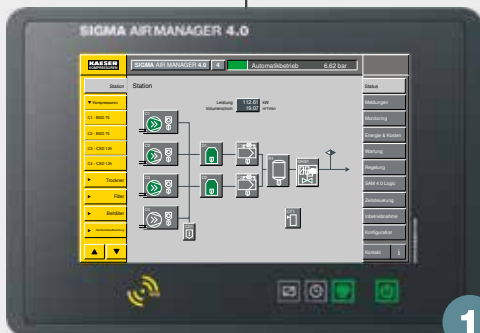 SIGMA AIR MANAGER 4.0
KAESER
KOMPRESSOREN
SIGMA AIR MANAGER 4.0 4 Automatikbetrieb 6.62 bar
Station
Station
Status
Leistung 112.61 kW
Volumenstrom 19.07 m³/min
Kompressoren
C1 - BSD 75
C2 - BSD 75
C3 - CSD 125
C4 - CSD 125
Trockner
Filter
Behälter
Meldungen
Monitoring
Energie & Kosten
Wartung
Regelung
SAM 4.0 Logic
Zeitsteuerung
Inbetriebnahme
Konfiguration
Kontakt i
1